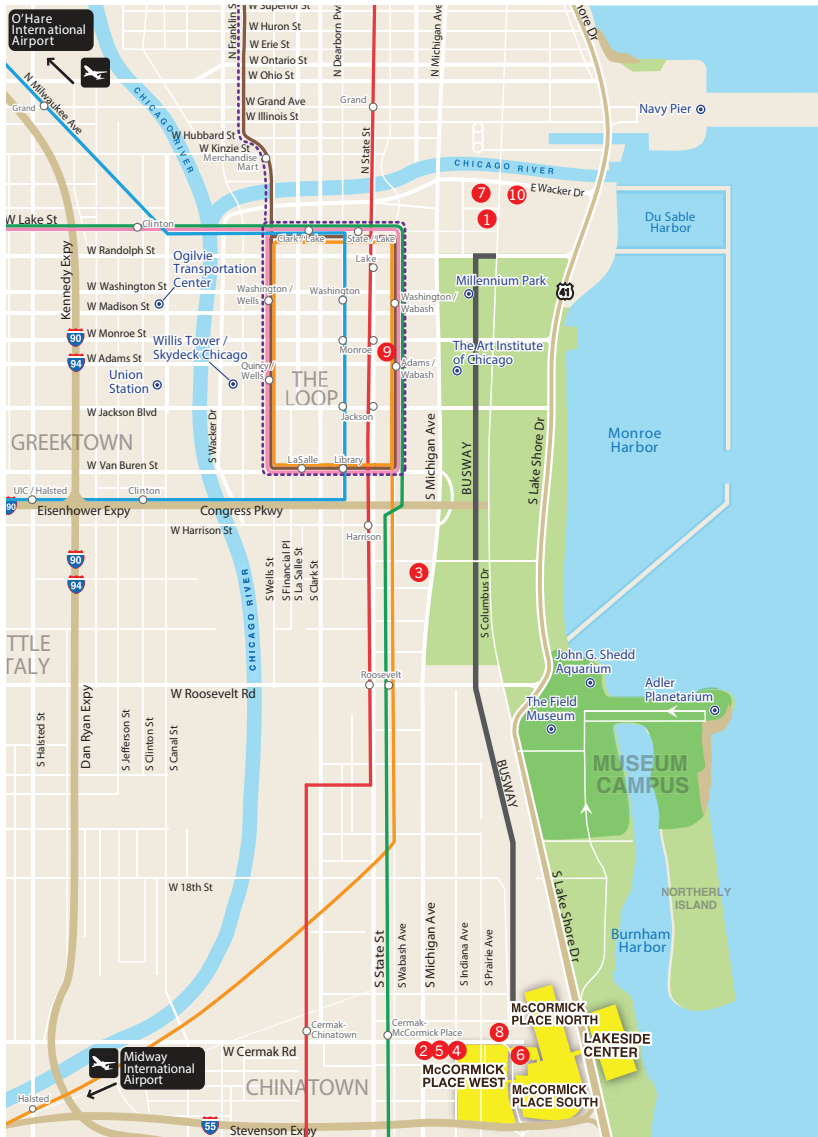 O'Hare
International
Airport
N Franklin S
W Superior S
W Huron St
W Erie St
W Ontario St
W Ohio St
W Grand Ave
W Illinois St
W Hubbard St
W Kinzie St
Merchandise
Mart
N Dearborn Pw
N Michigan Ave
hore Dr
N Milwaukee Ave
Grand
CHICAGO RIVER
Grand
N State St
Navy Pier
CHICAGO RIVER
7
10
E Wacker Dr
1
Du Sable
Harbor
W Lake St
Clinton
Clark / Lake
State / Lake
Lake
Kennedy Expy
W Randolph St
Ogilvie
Transportation
Center
W Washington St
W Madison St
Washington /
Wells
Washington
Washington /
Wabash
Millennium Park
41
90
94
W Monroe St
W Adams St
Willis Tower /
Skydeck Chicago
Monroe
9
Adams /
Wabash
The Art Institute
of Chicago
Union
Station
Quincy /
Wells
THE
LOOP
Jackson
W Jackson Blvd
S Wacker Dr
GREEKTOWN
W Van Buren St
LaSalle
Library
S Michigan Ave
BUSWAY
S Lake Shore Dr
Monroe
Harbor
UIC / Halsted
Clinton
90
Eisenhower Expy
Congress Pkwy
W Harrison St
Harrison
90
94
S Wells St
S Financial Pl
S La Salle St
S Clark St
3
CHICAGO RIVER
S Columbus Dr
TTLE
TALY
Roosevelt
W Roosevelt Rd
John G. Shedd
Aquarium
Adler
Planetarium
The Field
Museum
S Halsted St
Dan Ryan Expy
S Jefferson St
S Clinton St
S Canal St
BUSWAY
MUSEUM
CAMPUS
W 18th St
S Lake Shore Dr
NORTHERLY
ISLAND
Burnham
Harbor
S State St
S Wabash Ave
S Michigan Ave
S Indiana Ave
S Prairie Ave
McCORMICK
PLACE NORTH
LAKESIDE
CENTER
Cermak-
Chinatown
Cermak-
McCormick Place
8
W Cermak Rd
2
5
4
6
McCORMICK
PLACE WEST
McCORMICK
PLACE SOUTH
Midway
International
Airport
CHINATOWN
Halsted
55
Stevenson Expy